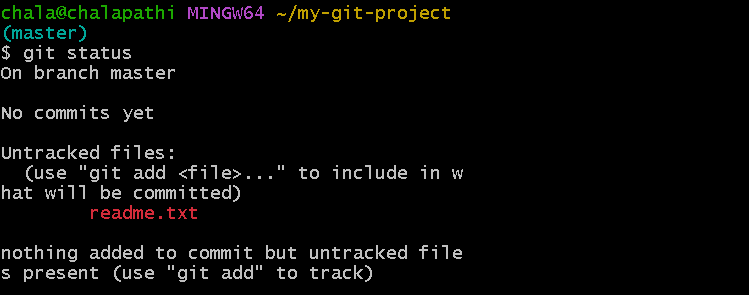 chala@chalapathi MINGW64 ~/my-git-project
(master)
$ git status
On branch master
No commits yet
Untracked files:
  (use "git add <file>..." to include in w
hat will be committed)
        readme.txt
nothing added to commit but untracked file
s present (use "git add" to track)